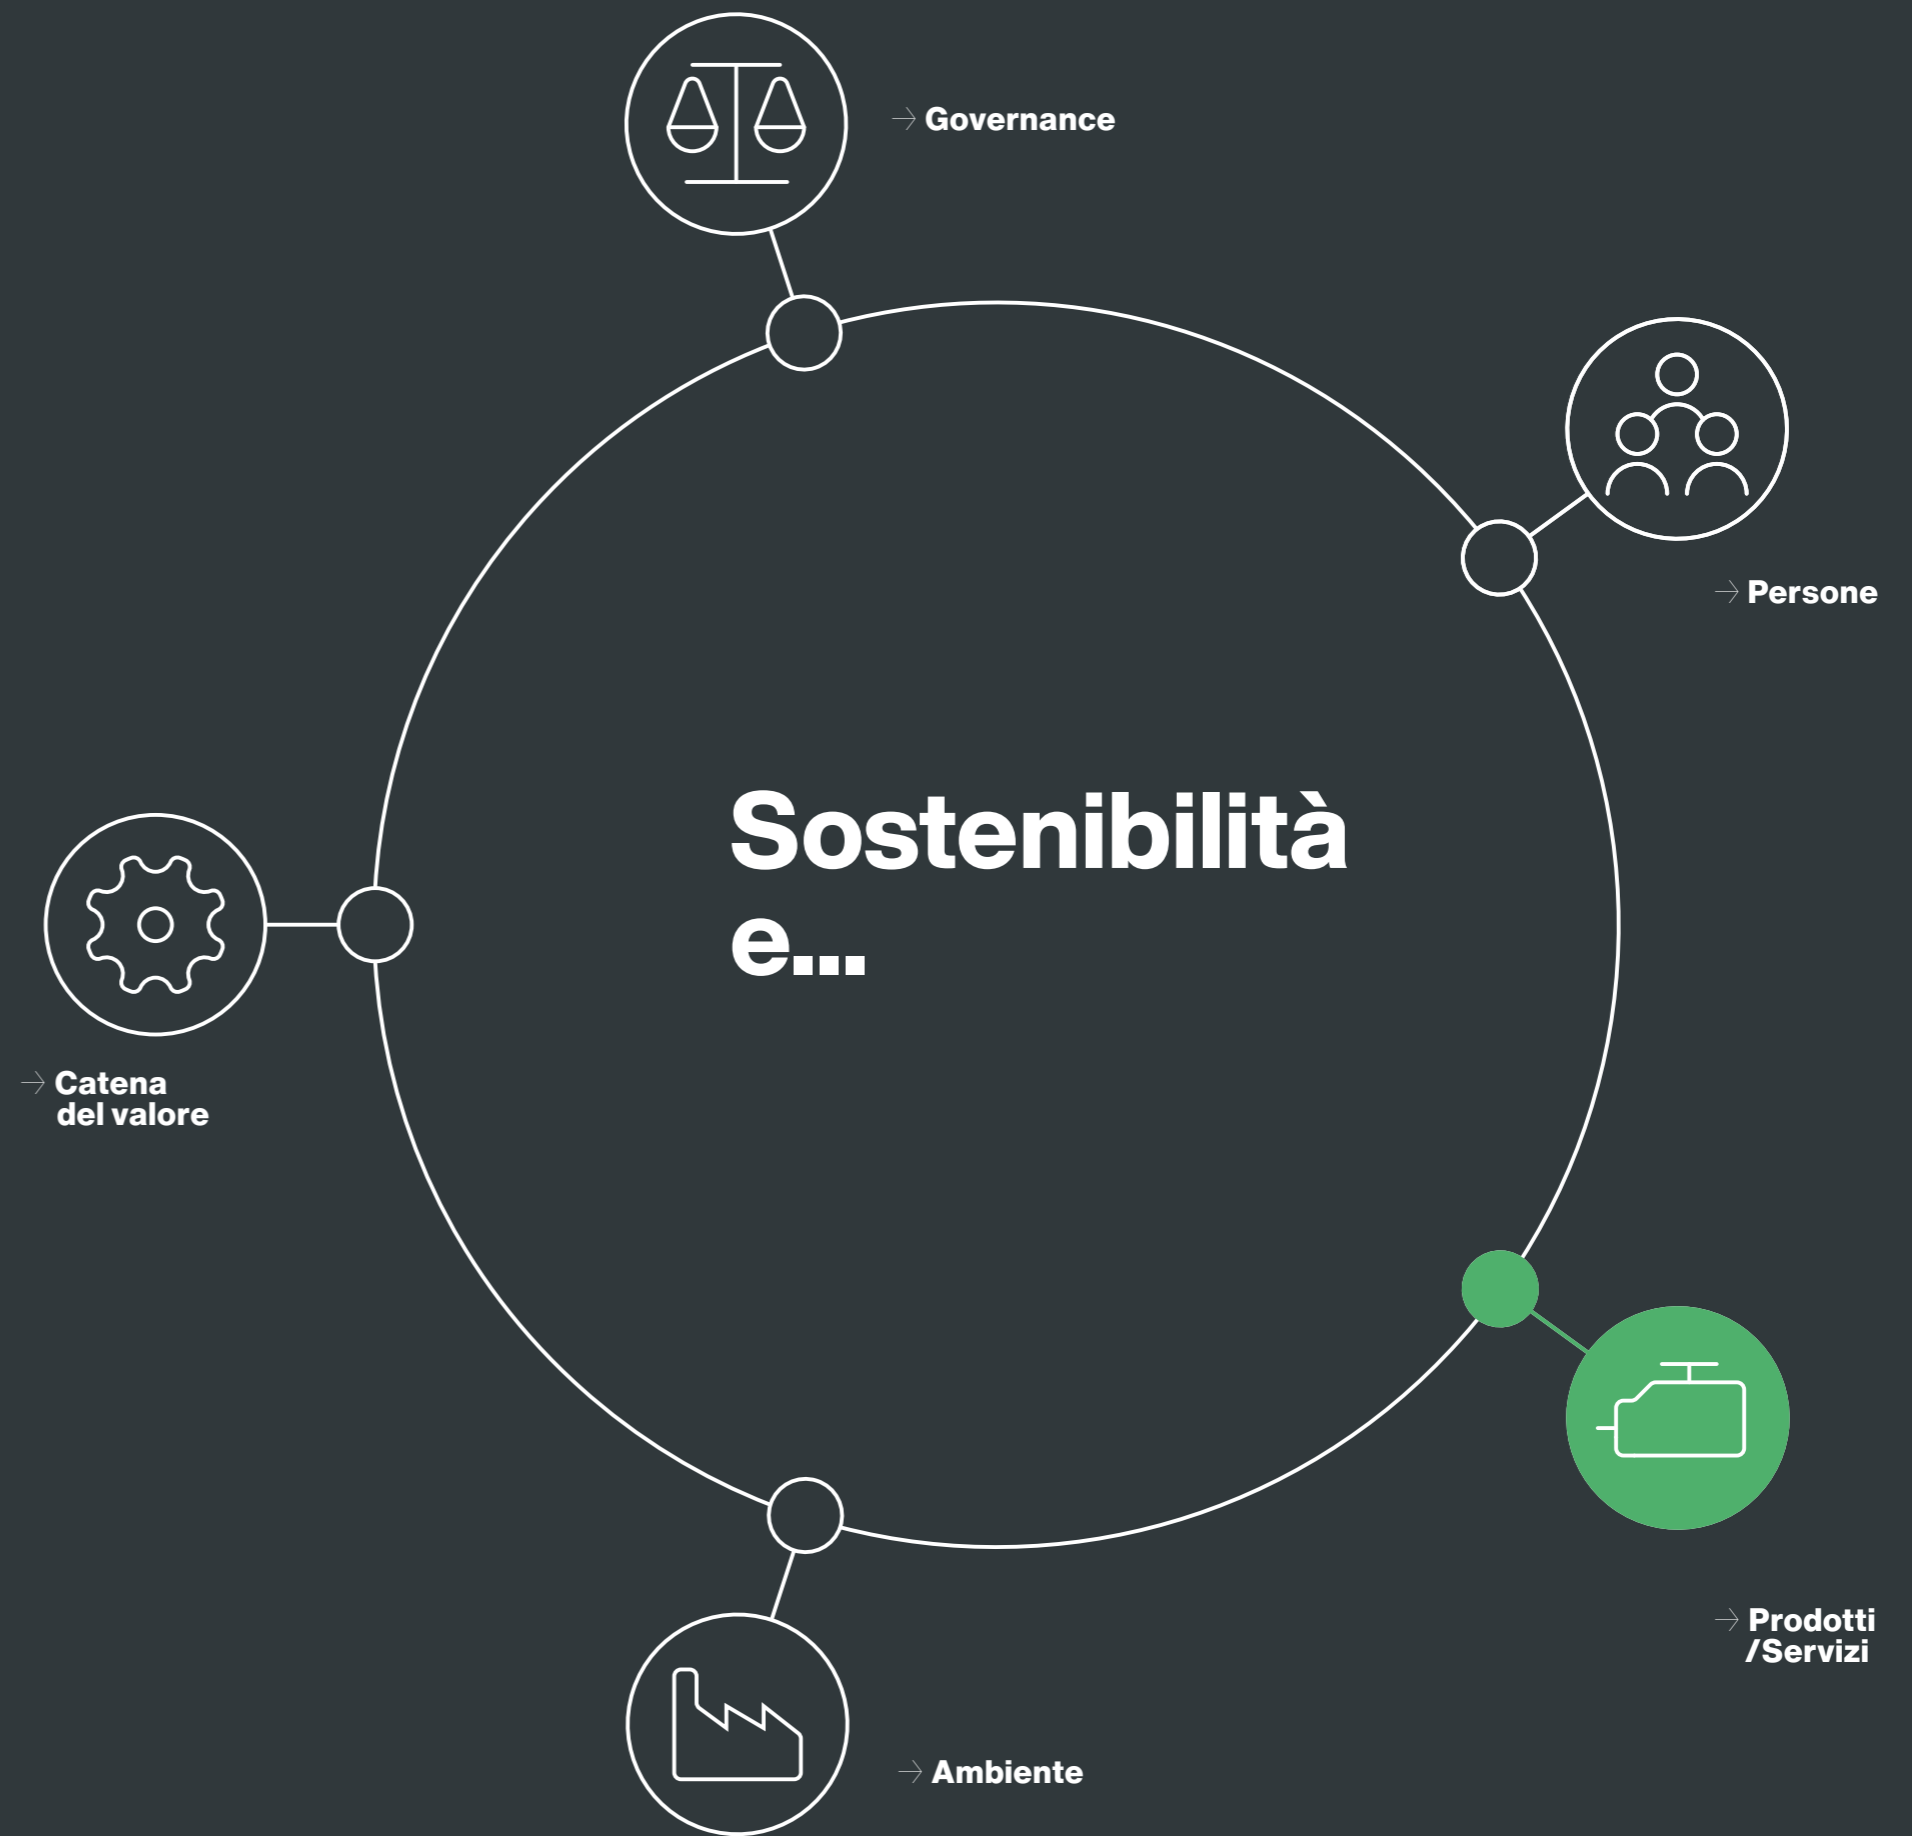 → Governance
→ Persone
Sostenibilità
e...
→ Catena
del valore
→ Prodotti
/Servizi
→ Ambiente